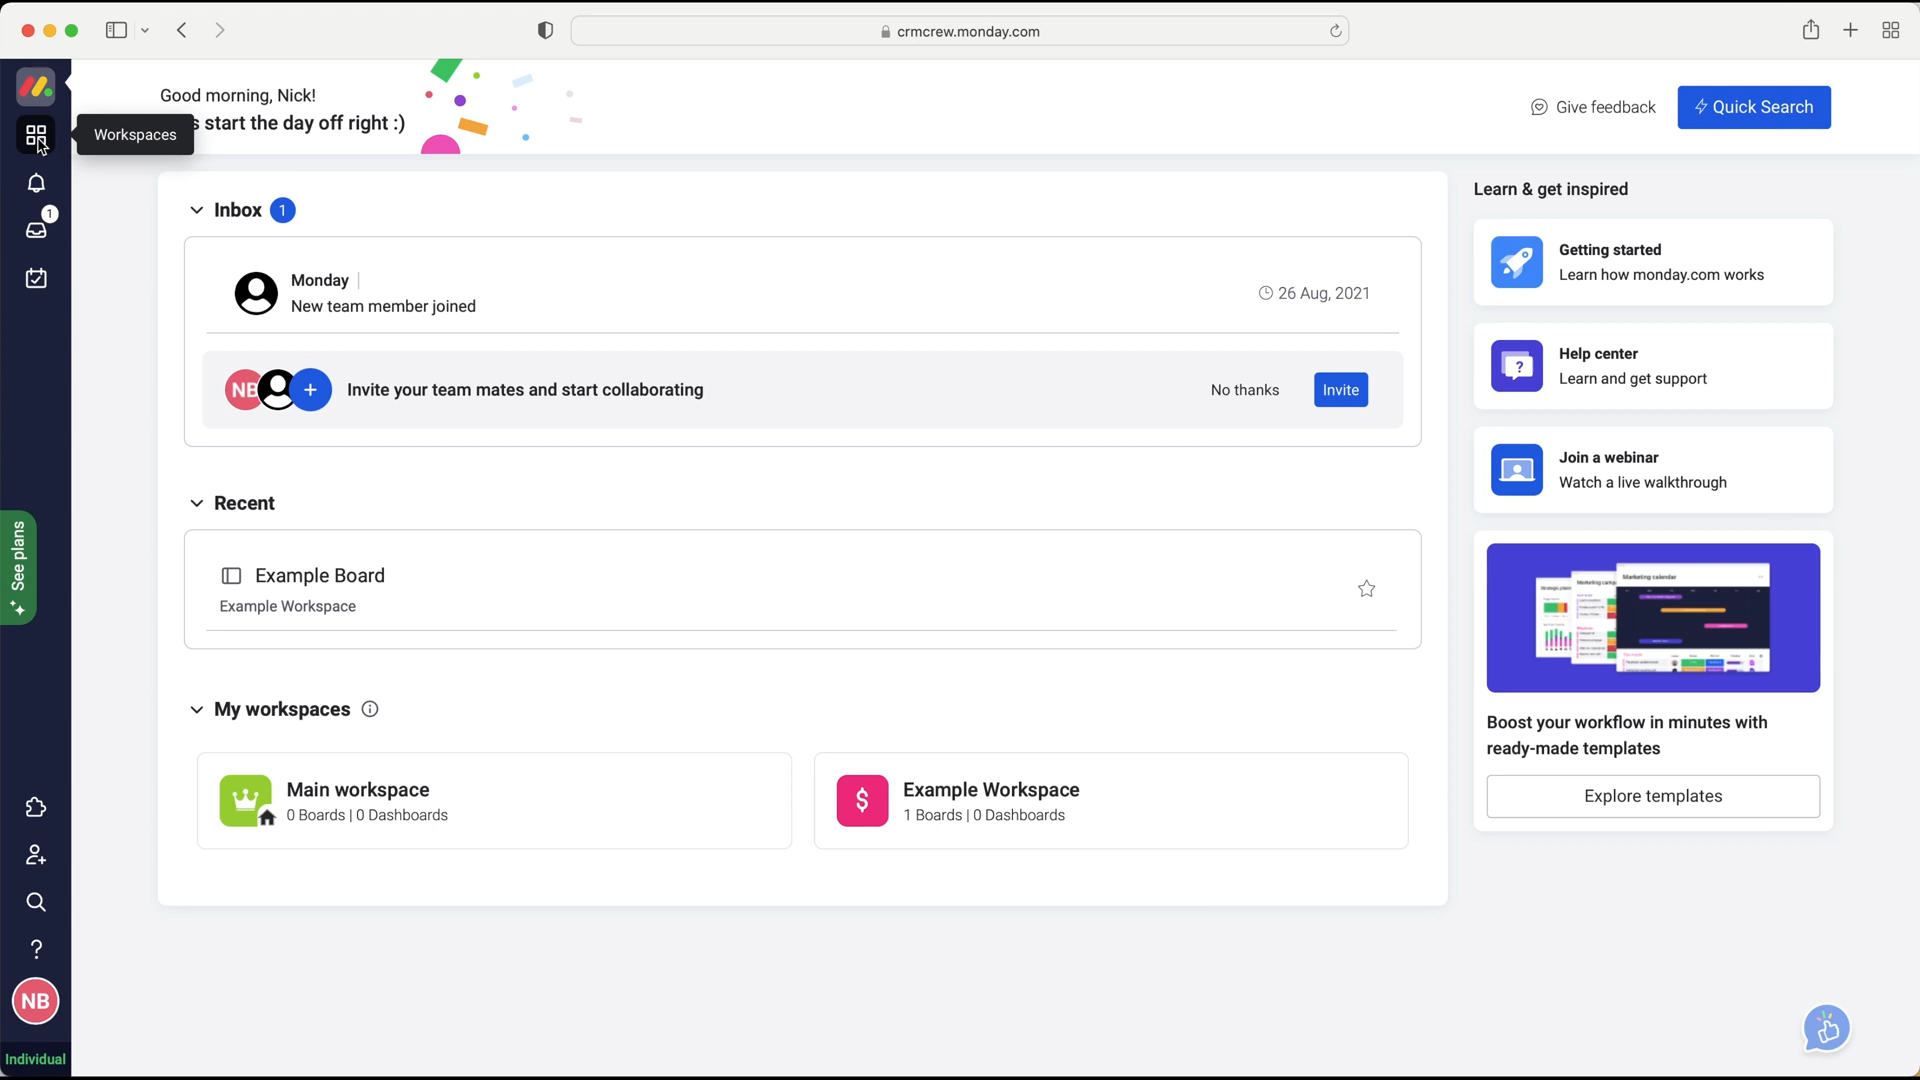 crmcrew.monday.com
Good morning, Nick!
s start the day off right :)
Workspaces
Give feedback
Quick Search
1
See plans
NB
Individual
Inbox 1
Monday
New team member joined
26 Aug, 2021
NB
+
Invite your team mates and start collaborating
No thanks
Invite
Recent
Example Board
Example Workspace
My workspaces
Main workspace
0 Boards | 0 Dashboards
$
Example Workspace
1 Boards | 0 Dashboards
Learn & get inspired
Getting started
Learn how monday.com works
?
Help center
Learn and get support
Join a webinar
Watch a live walkthrough
Marketing calendar
Boost your workflow in minutes with
ready-made templates
Explore templates